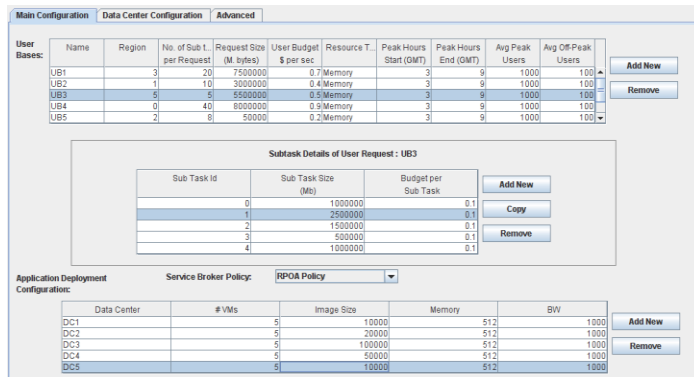 Main Configuration Data Center Configuration Advanced
User Bases:
Name Region No. of Sub t... per Request Request Size (M. bytes) User Budget $ per sec Resource T... Peak Hours Start (GMT) Peak Hours End (GMT) Avg Peak Users Avg Off-Peak Users
UB1 3 20 7500000 0.7 Memory 3 9 1000 100
UB2 1 10 3000000 0.4 Memory 3 9 1000 100
UB3 5 5 5500000 0.5 Memory 3 9 1000 100
UB4 0 40 8000000 0.9 Memory 3 9 1000 100
UB5 2 8 50000 0.2 Memory 3 9 1000 100
Add New
Remove
Subtask Details of User Request : UB3
Sub Task Id Sub Task Size (Mb) Budget per Sub Task
0 1000000 0.1
1 2500000 0.1
2 1500000 0.1
3 500000 0.1
4 1000000 0.1
Add New
Copy
Remove
Application Deployment Configuration:
Service Broker Policy: RPOA Policy
Data Center # VMs Image Size Memory BW
DC1 5 10000 512 1000
DC2 5 20000 512 1000
DC3 5 100000 512 1000
DC4 5 50000 512 1000
DC5 5 10000 512 1000
Add New
Remove